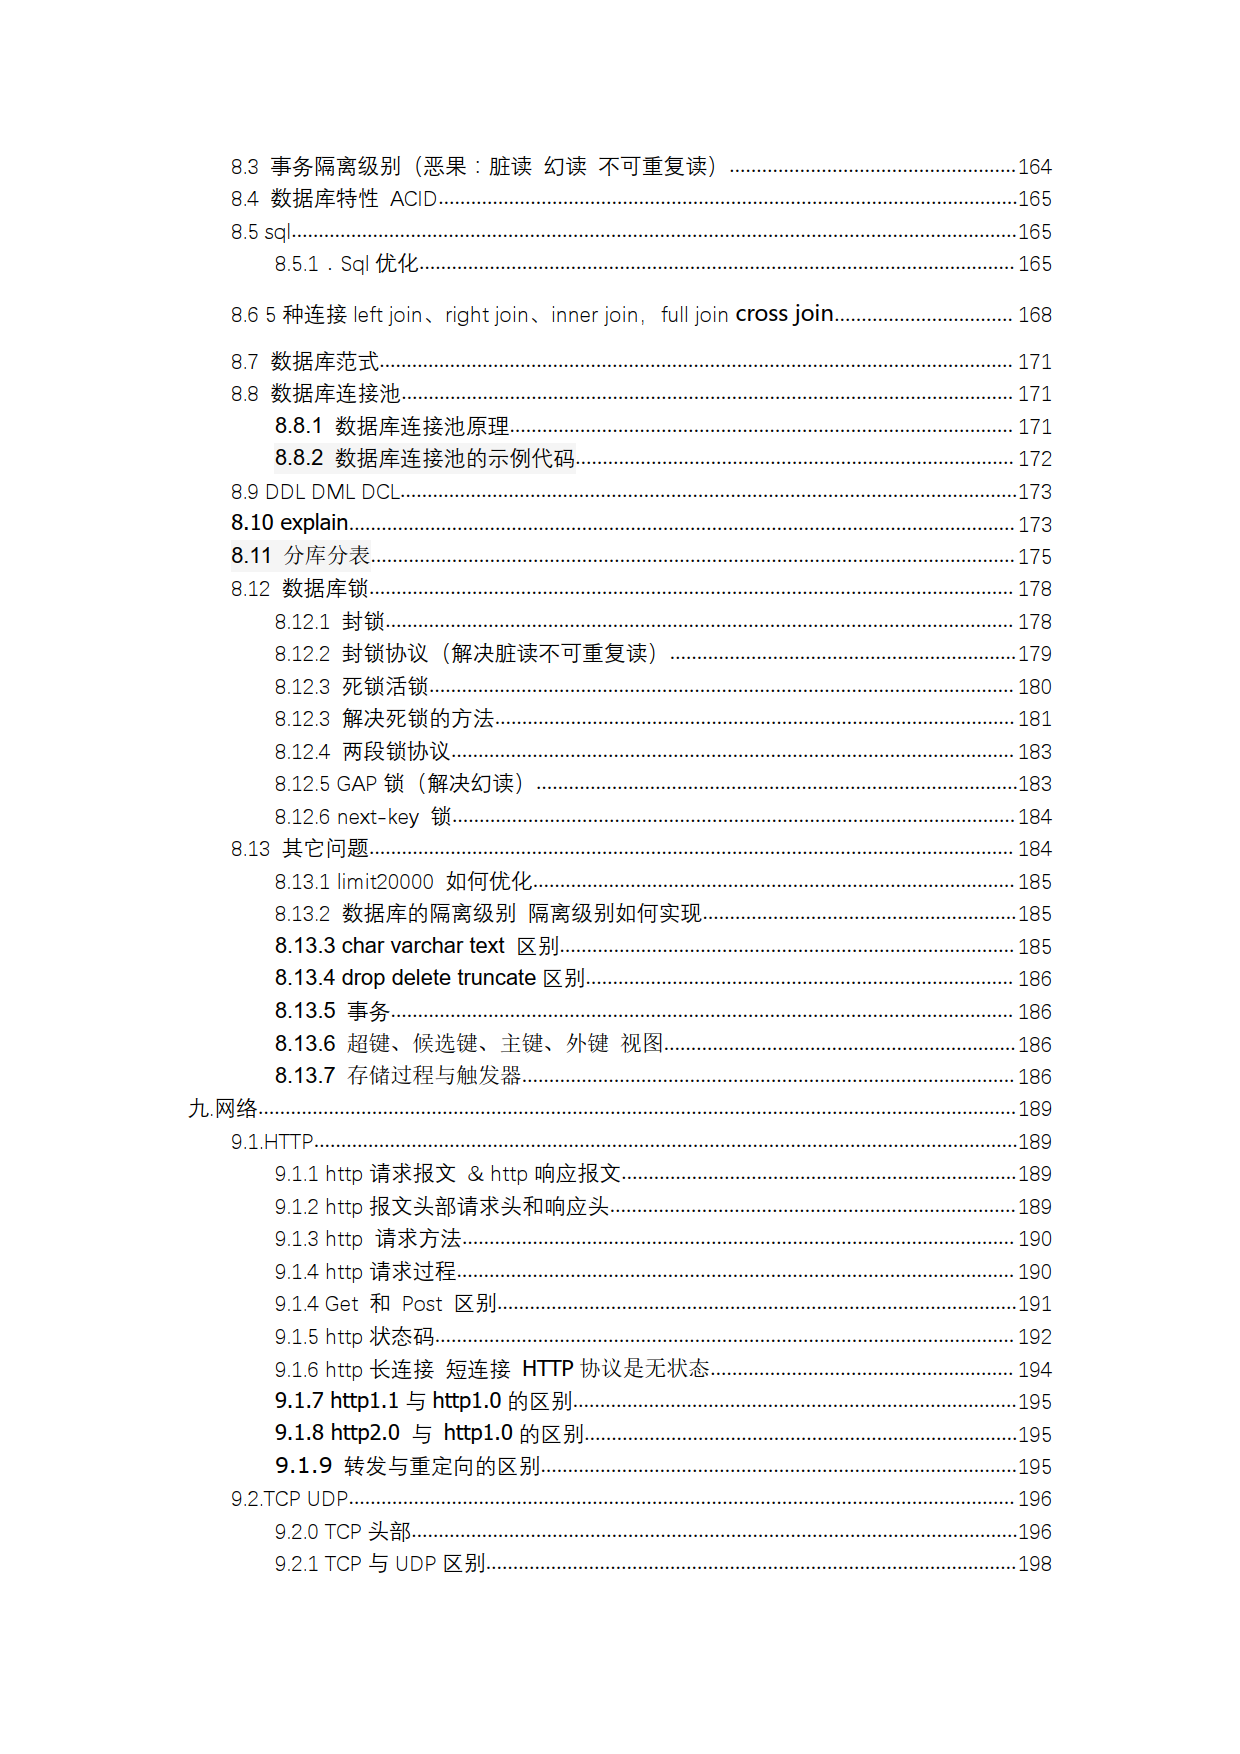 8.3 事务隔离级别（恶果：脏读 幻读 不可重复读）........164
8.4 数据库特性 ACID........165
8.5 sql........165
8.5.1．Sql 优化........165
8.6 5 种连接 left join、right join、inner join，full join cross join........168
8.7 数据库范式........171
8.8 数据库连接池........171
8.8.1 数据库连接池原理........171
8.8.2 数据库连接池的示例代码........172
8.9 DDL DML DCL........173
8.10 explain........173
8.11 分库分表........175
8.12 数据库锁........178
8.12.1 封锁........178
8.12.2 封锁协议（解决脏读不可重复读）........179
8.12.3 死锁活锁........180
8.12.3 解决死锁的方法........181
8.12.4 两段锁协议........183
8.12.5 GAP 锁（解决幻读）........183
8.12.6 next-key 锁........184
8.13 其它问题........184
8.13.1 limit20000 如何优化........185
8.13.2 数据库的隔离级别 隔离级别如何实现........185
8.13.3 char varchar text 区别........185
8.13.4 drop delete truncate 区别........186
8.13.5 事务........186
8.13.6 超键、候选键、主键、外键 视图........186
8.13.7 存储过程与触发器........186
九.网络........189
9.1.HTTP........189
9.1.1 http 请求报文 & http 响应报文........189
9.1.2 http 报文头部请求头和响应头........189
9.1.3 http 请求方法........190
9.1.4 http 请求过程........190
9.1.4 Get 和 Post 区别........191
9.1.5 http 状态码........192
9.1.6 http 长连接 短连接 HTTP 协议是无状态........194
9.1.7 http1.1 与 http1.0 的区别........195
9.1.8 http2.0 与 http1.0 的区别........195
9.1.9 转发与重定向的区别........195
9.2.TCP UDP........196
9.2.0 TCP 头部........196
9.2.1 TCP 与 UDP 区别........198